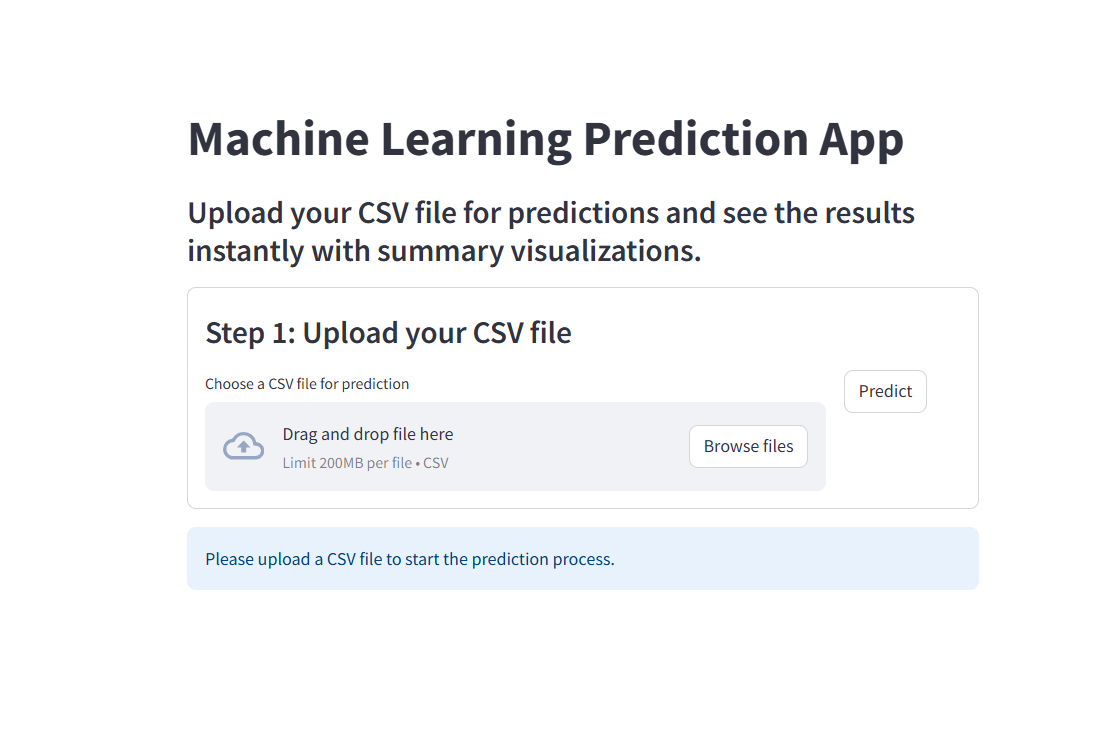 Machine Learning Prediction App
Upload your CSV file for predictions and see the results
instantly with summary visualizations.
Step 1: Upload your CSV file
Choose a CSV file for prediction
Drag and drop file here
Limit 200MB per file • CSV
Browse files
Predict
Please upload a CSV file to start the prediction process.